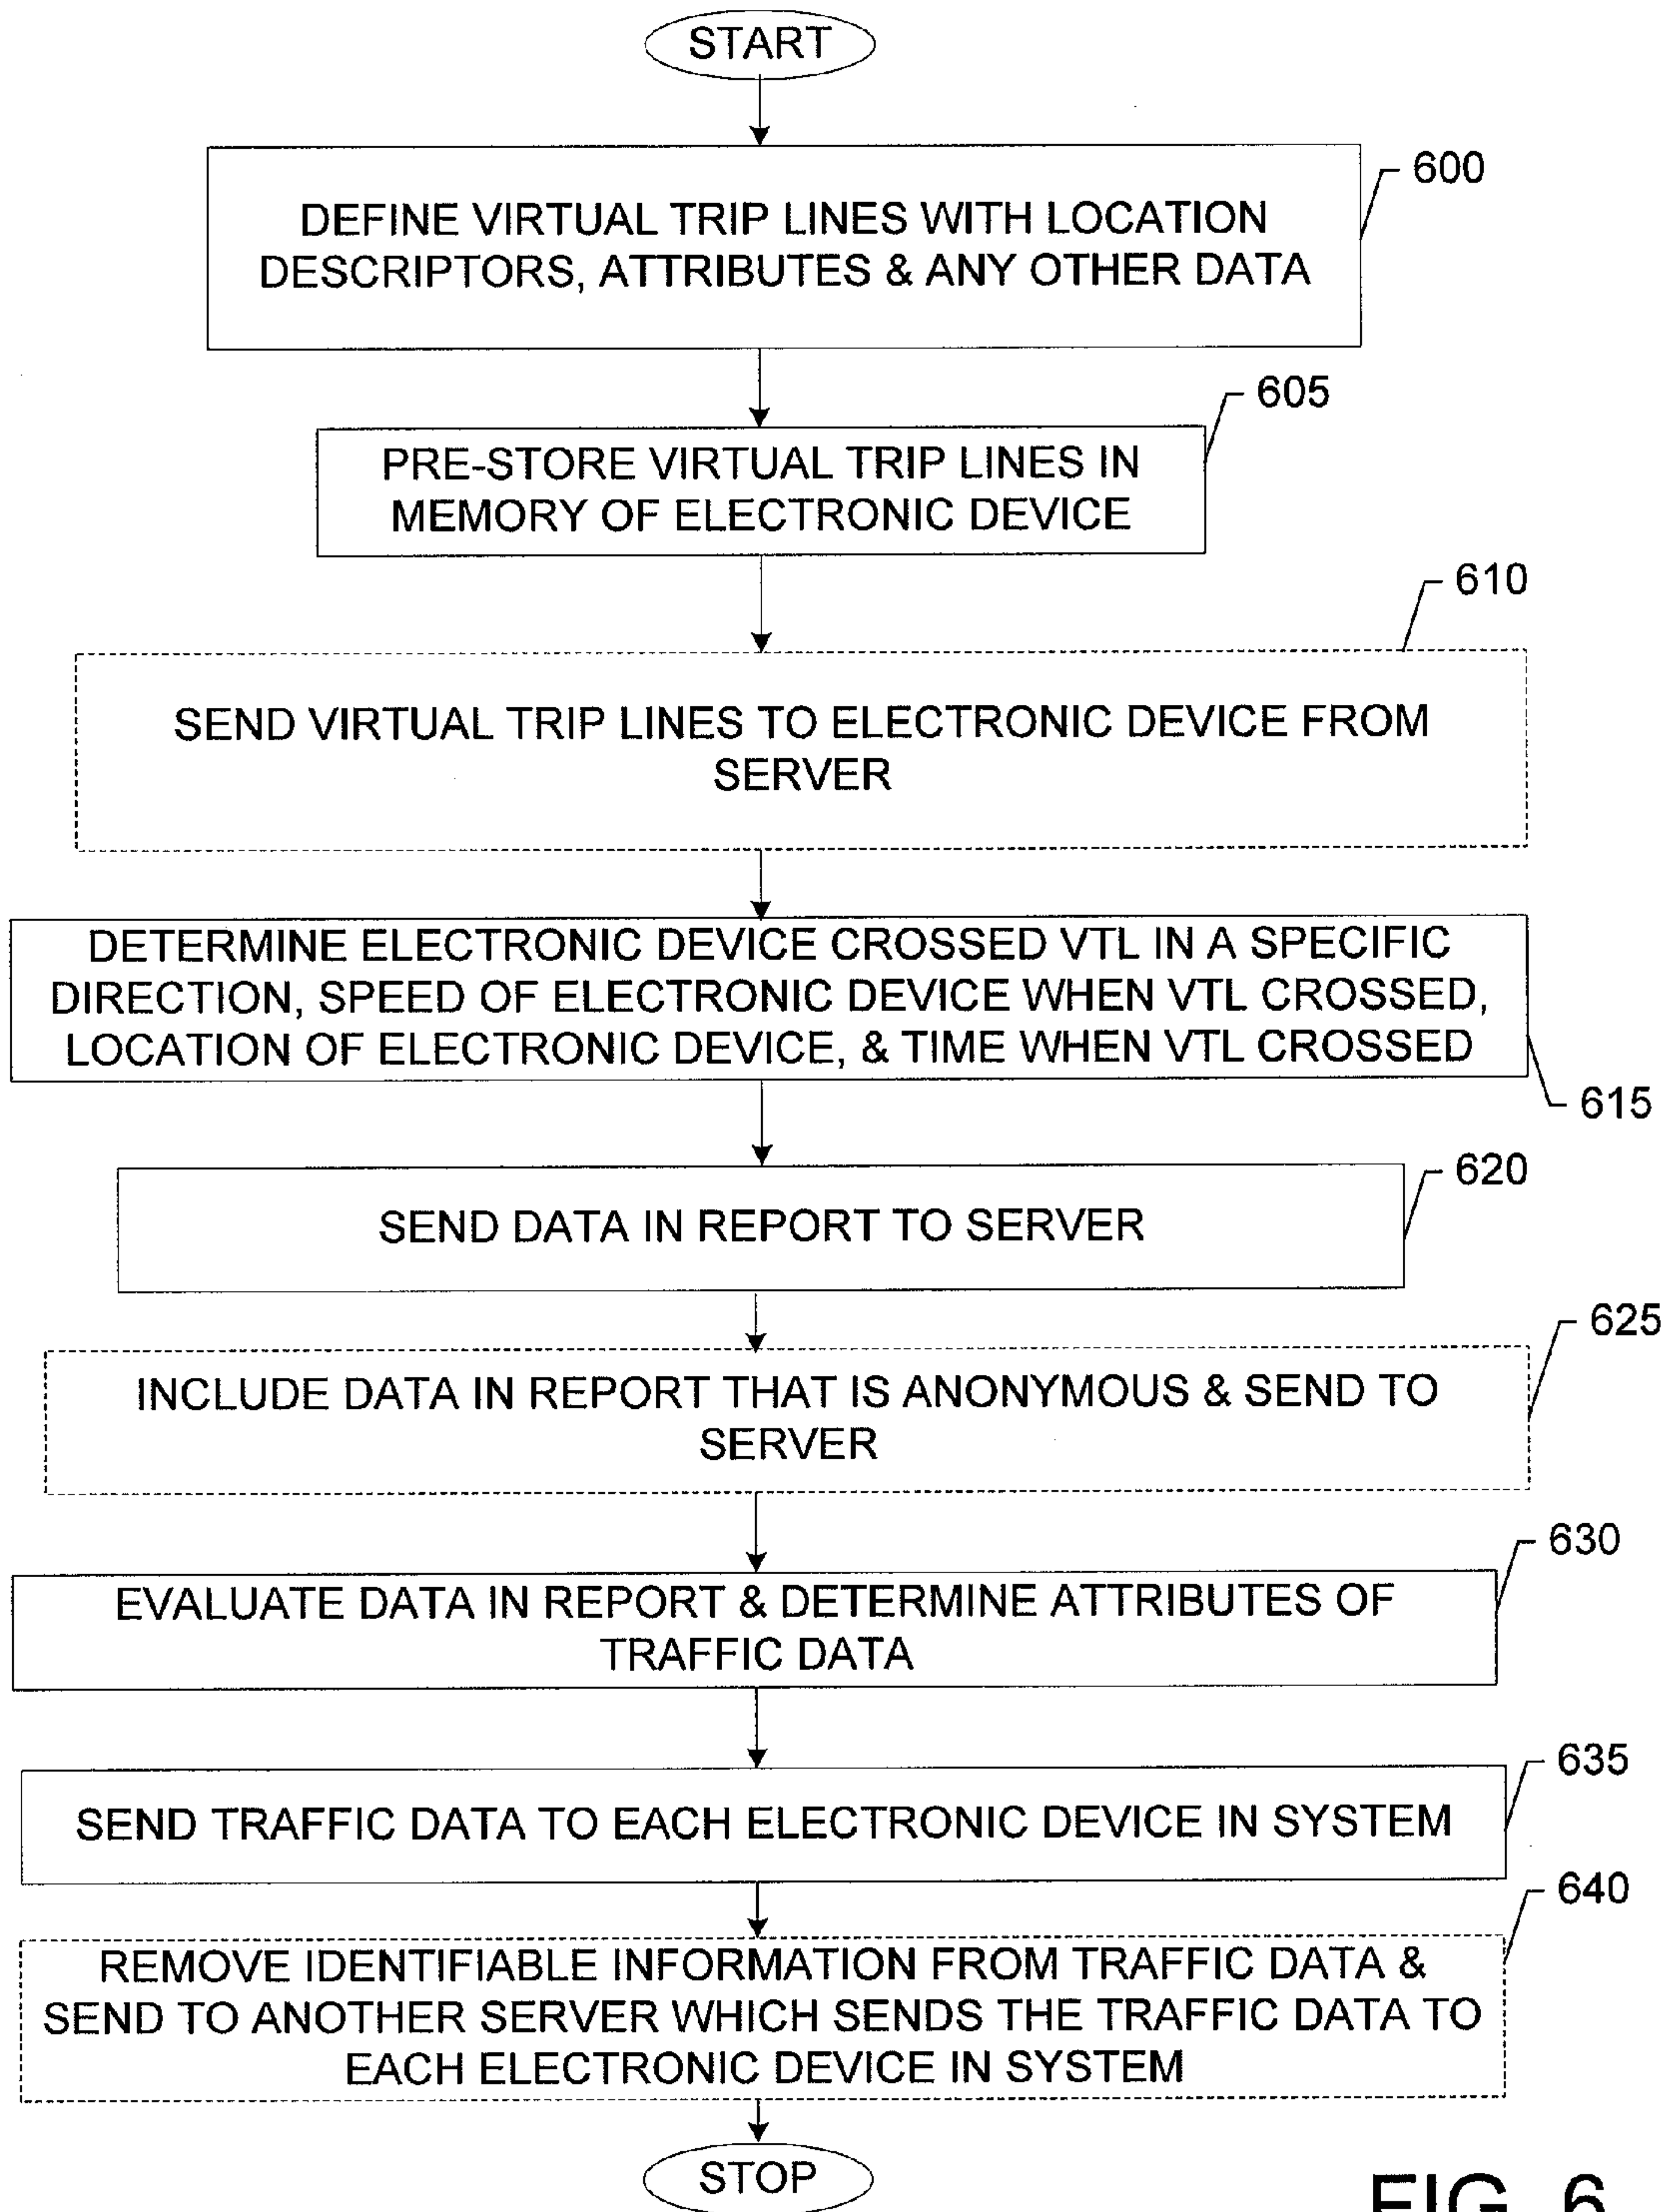 START
600
DEFINE VIRTUAL TRIP LINES WITH LOCATION
DESCRIPTORS, ATTRIBUTES & ANY OTHER DATA
605
PRE-STORE VIRTUAL TRIP LINES IN
MEMORY OF ELECTRONIC DEVICE
610
SEND VIRTUAL TRIP LINES TO ELECTRONIC DEVICE FROM
SERVER
DETERMINE ELECTRONIC DEVICE CROSSED VTL IN A SPECIFIC
DIRECTION, SPEED OF ELECTRONIC DEVICE WHEN VTL CROSSED,
LOCATION OF ELECTRONIC DEVICE, & TIME WHEN VTL CROSSED
615
620
SEND DATA IN REPORT TO SERVER
625
INCLUDE DATA IN REPORT THAT IS ANONYMOUS & SEND TO
SERVER
630
EVALUATE DATA IN REPORT & DETERMINE ATTRIBUTES OF
TRAFFIC DATA
635
SEND TRAFFIC DATA TO EACH ELECTRONIC DEVICE IN SYSTEM
640
REMOVE IDENTIFIABLE INFORMATION FROM TRAFFIC DATA &
SEND TO ANOTHER SERVER WHICH SENDS THE TRAFFIC DATA TO
EACH ELECTRONIC DEVICE IN SYSTEM
STOP
FIG. 6